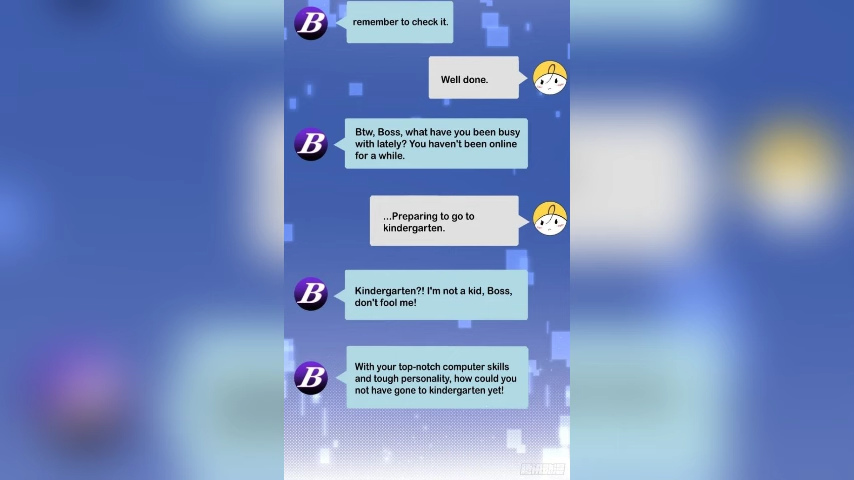 B
remember to check it.
Well done.
B
Btw, Boss, what have you been busy
with lately? You haven't been online
for a while.
...Preparing to go to
kindergarten.
B
Kindergarten?! I'm not a kid, Boss,
don't fool me!
B
With your top-notch computer skills
and tough personality, how could you
not have gone to kindergarten yet!